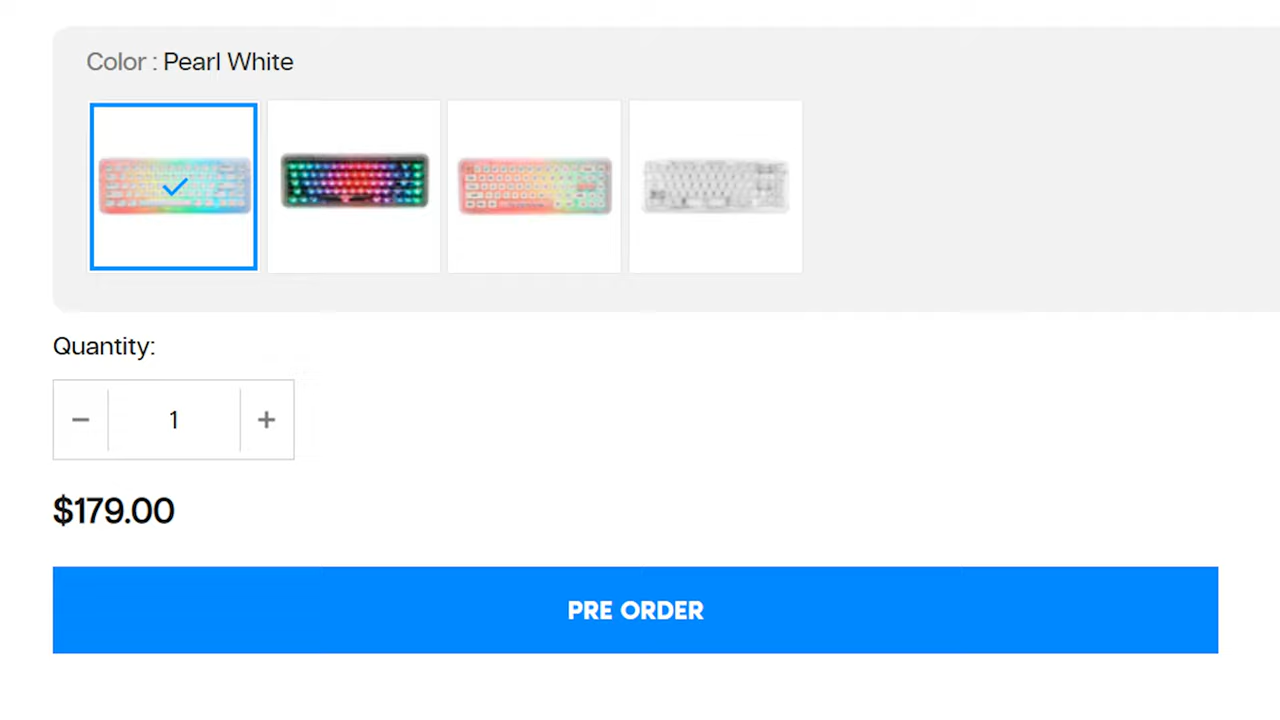 Color : Pearl White
Quantity:
1
$179.00
PRE ORDER